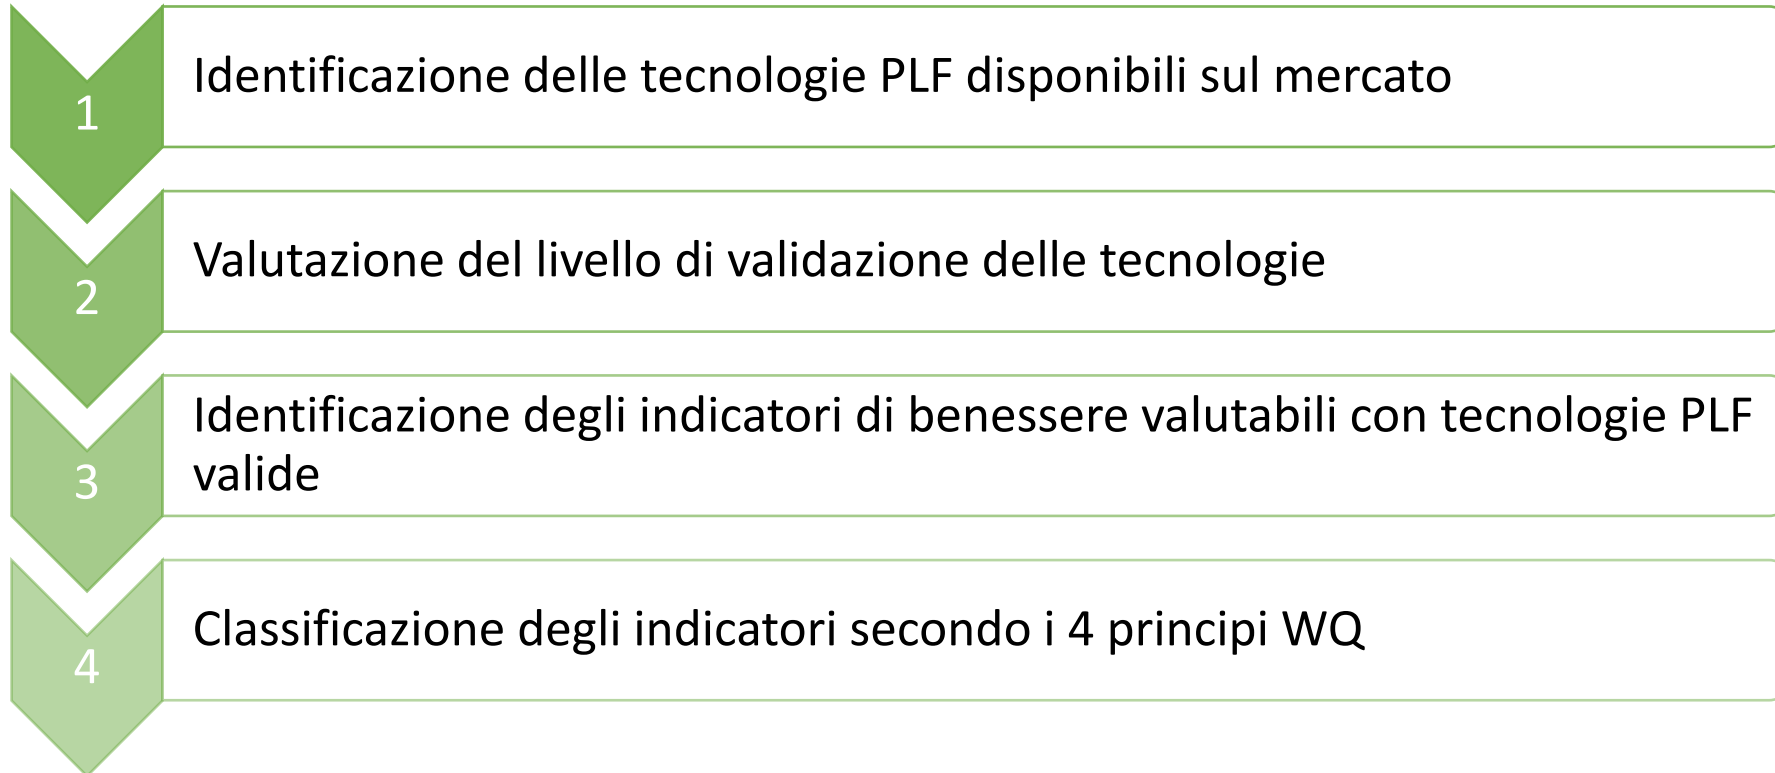 1
Identificazione delle tecnologie PLF disponibili sul mercato
2
Valutazione del livello di validazione delle tecnologie
3
Identificazione degli indicatori di benessere valutabili con tecnologie PLF
valide
4
Classificazione degli indicatori secondo i 4 principi WQ